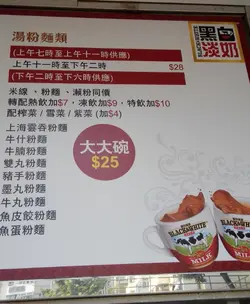 湯粉麵類
黑白
淡奶
(上午七時至上午十一時供應)
上午十一時至下午二時 $28
(下午二時至下午六時供應)
米線、粉麵、瀨粉同價
轉配熱飲加$7，凍飲加$9，特飲加$10
配榨菜 / 雪菜 / 紫菜 (加$4)
上海雲吞粉麵
牛什粉麵
牛腩粉麵
雙丸粉麵
豬手粉麵
墨丸粉麵
牛丸粉麵
魚皮餃粉麵
魚蛋粉麵
大大碗
$25
BLACK&WHITE
MILK
BLACK&WHITE
MILK